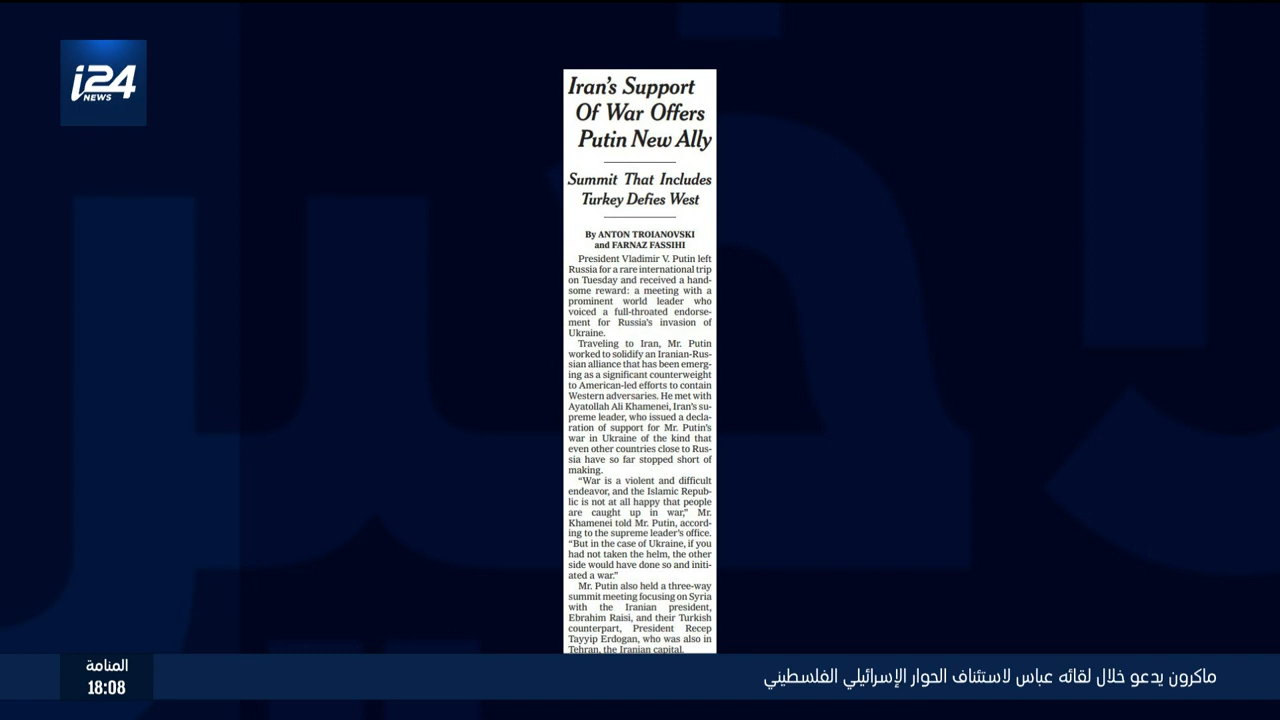 i24
NEWS
Iran's Support
Of War Offers
Putin New Ally
Summit That Includes
Turkey Defies West
By ANTON TROIANOVSKI
and FARNAZ FASSIHI
President Vladimir V. Putin left
Russia for a rare international trip
on Tuesday and received a hand-
some reward: a meeting with a
prominent world leader who
voiced a full-throated endorse-
ment for Russia's invasion of
Ukraine.
Traveling to Iran, Mr. Putin
worked to solidify an Iranian-Rus-
sian alliance that has been emerg-
ing as a significant counterweight
to American-led efforts to contain
Western adversaries. He met with
Ayatollah Ali Khamenei, Iran's su-
preme leader, who issued a decla-
ration of support for Mr. Putin's
war in Ukraine of the kind that
even other countries close to Rus-
sia have so far stopped short of
making.
“War is a violent and difficult
endeavor, and the Islamic Repub-
lic is not at all happy that people
are caught up in war,” Mr.
Khamenei told Mr. Putin, accord-
ing to the supreme leader's office.
“But in the case of Ukraine, if you
had not taken the helm, the other
side would have done so and initi-
ated a war.”
Mr. Putin also held a three-way
summit meeting focusing on Syria
with the Iranian president,
Ebrahim Raisi, and their Turkish
counterpart, President Recep
Tayyip Erdogan, who was also in
Tehran, the Iranian capital.
المنامة
18:08
ماكرون يدعو خلال لقائه عباس لاستئناف الحوار الإسرائيلي الفلسطيني